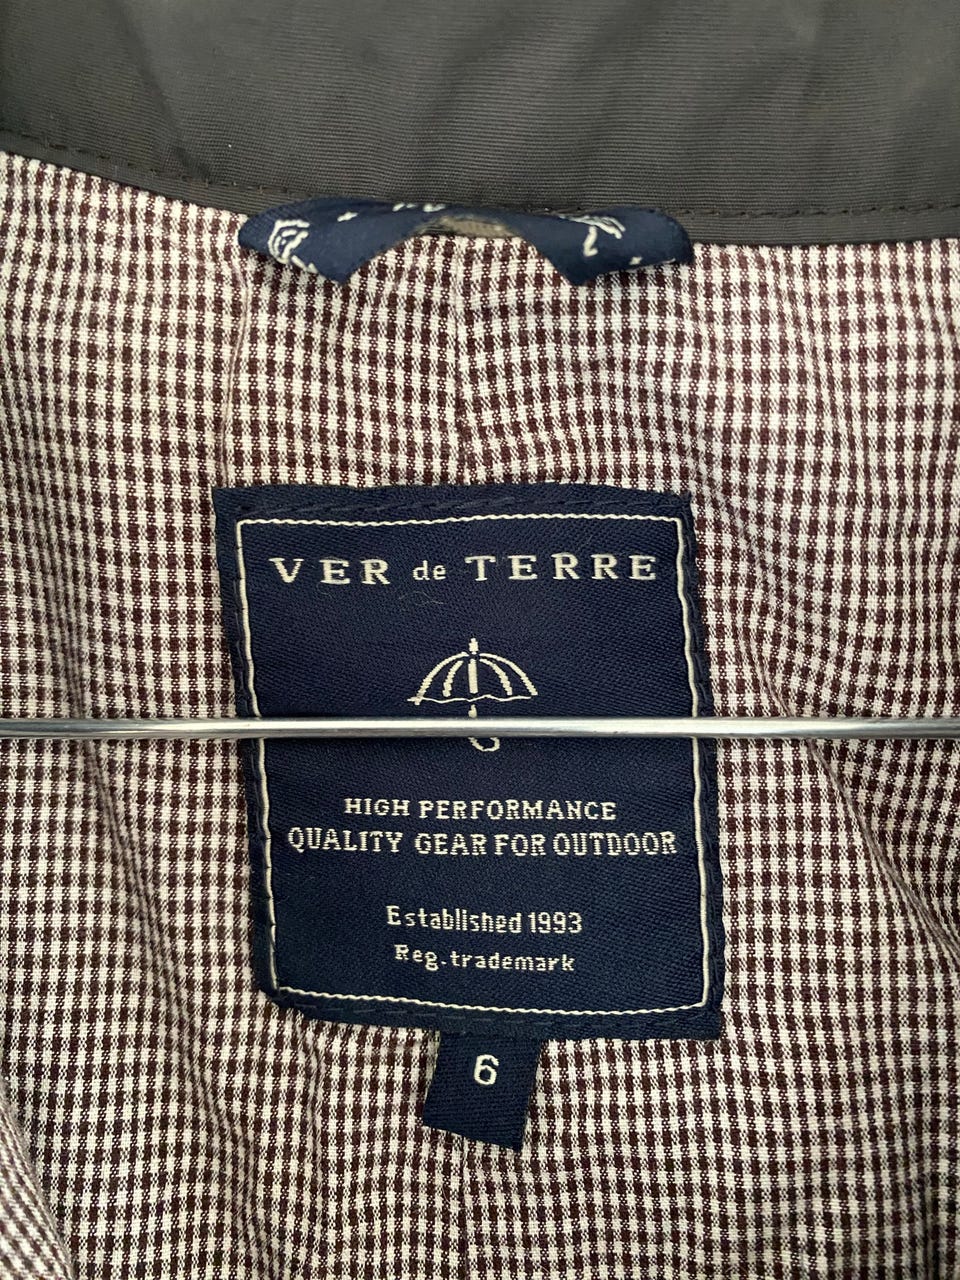 VER de TERRE
HIGH PERFORMANCE
QUALITY GEAR FOR OUTDOOR
Established 1993
Reg. trademark
6